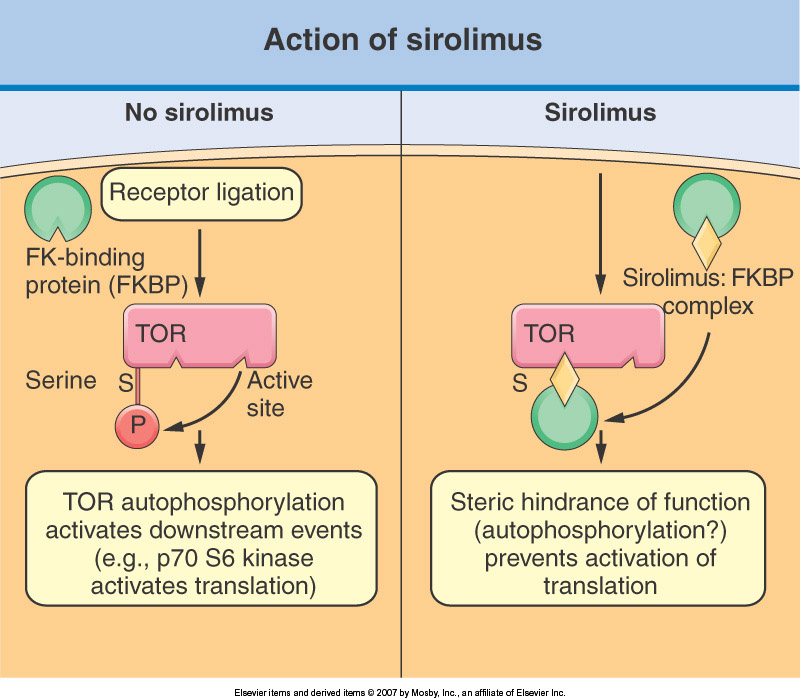 Action of sirolimus
No sirolimus
Receptor ligation
FK-binding
protein (FKBP)
TOR
Serine
S
Active
site
P
TOR autophosphorylation
activates downstream events
(e.g., p70 S6 kinase
activates translation)
Sirolimus
Sirolimus: FKBP
complex
TOR
S
Steric hindrance of function
(autophosphorylation?)
prevents activation of
translation
Elsevier items and derived items © 2007 by Mosby, Inc., an affiliate of Elsevier Inc.